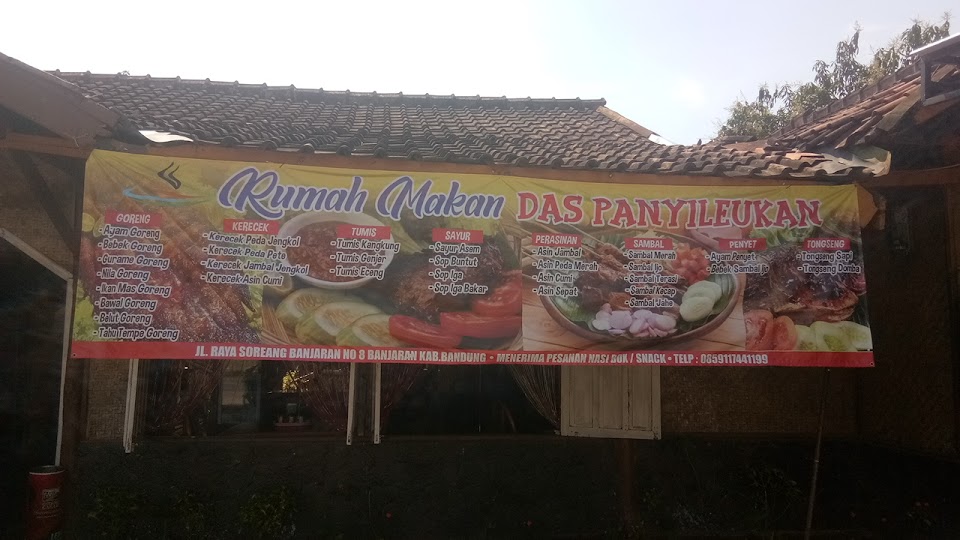 Rumah Makan DAS PANYILEUKAN
GORENG
- Ayam Goreng
- Bebek Goreng
- Gurame Goreng
- Nila Goreng
- Ikan Mas Goreng
- Bawal Goreng
- Belut Goreng
- Tahu Tempe Goreng
KERECEK
- Kerecek Peda Jengkol
- Kerecek Peda Pete
- Kerecek Jambal Jengkol
- Kerecek Asin Cumi
TUMIS
- Tumis Kangkung
- Tumis Genjer
- Tumis Eceng
SAYUR
- Sayur Asem
- Sop Buntut
- Sop Iga
- Sop Iga Bakar
PERASINAN
- Asin Jambal
- Asin Peda Merah
- Asin Cumi
- Asin Sepat
SAMBAL
- Sambal Merah
- Sambal Ijo
- Sambal Terasi
- Sambal Kecap
- Sambal Jahe
PENYET
- Ayam Penyet
- Bebek Sambal Ijo
TONGSENG
- Tongseng Sapi
- Tongseng Domba
JL. RAYA SOREANG BANJARAN NO 8 BANJARAN KAB.BANDUNG • MENERIMA PESANAN NASI BOK / SNACK • TELP : 0859117441199